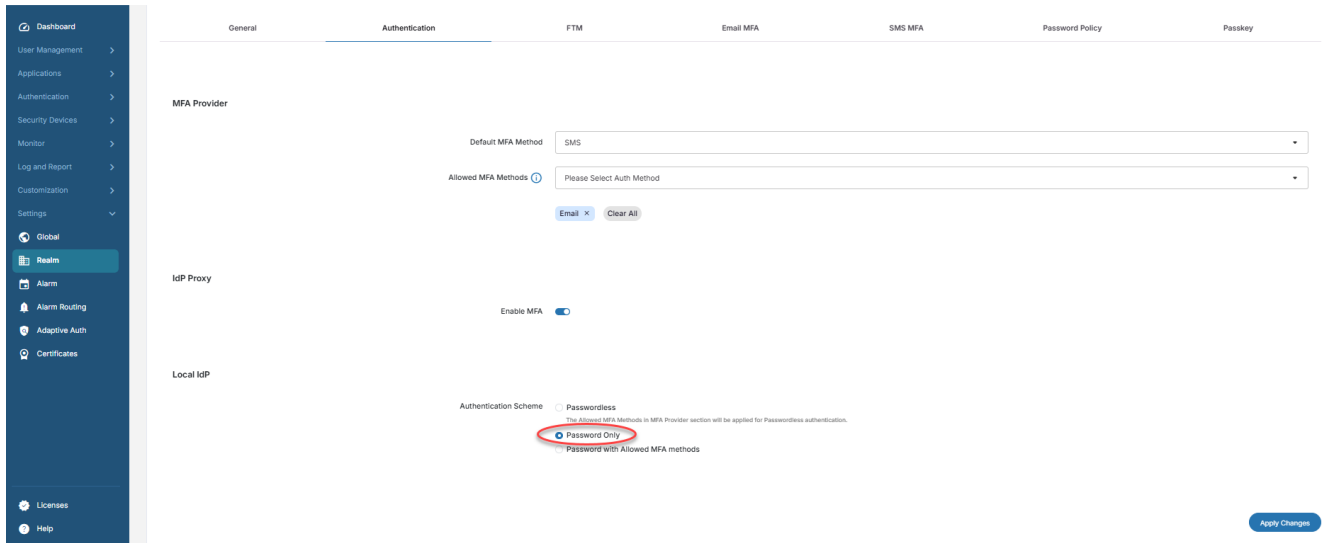 Dashboard
User Management
Applications
Authentication
Security Devices
Monitor
Log and Report
Customization
Settings
Global
Realm
Alarm
Alarm Routing
Adaptive Auth
Certificates
Licenses
Help
General Authentication FTM Email MFA SMS MFA Password Policy Passkey
MFA Provider
Default MFA Method SMS
Allowed MFA Methods Please Select Auth Method
Email × Clear All
IdP Proxy
Enable MFA
Local IdP
Authentication Scheme Passwordless
The Allowed MFA Methods in MFA Provider section will be applied for Passwordless authentication.
Password Only
Password with Allowed MFA methods
Apply Changes